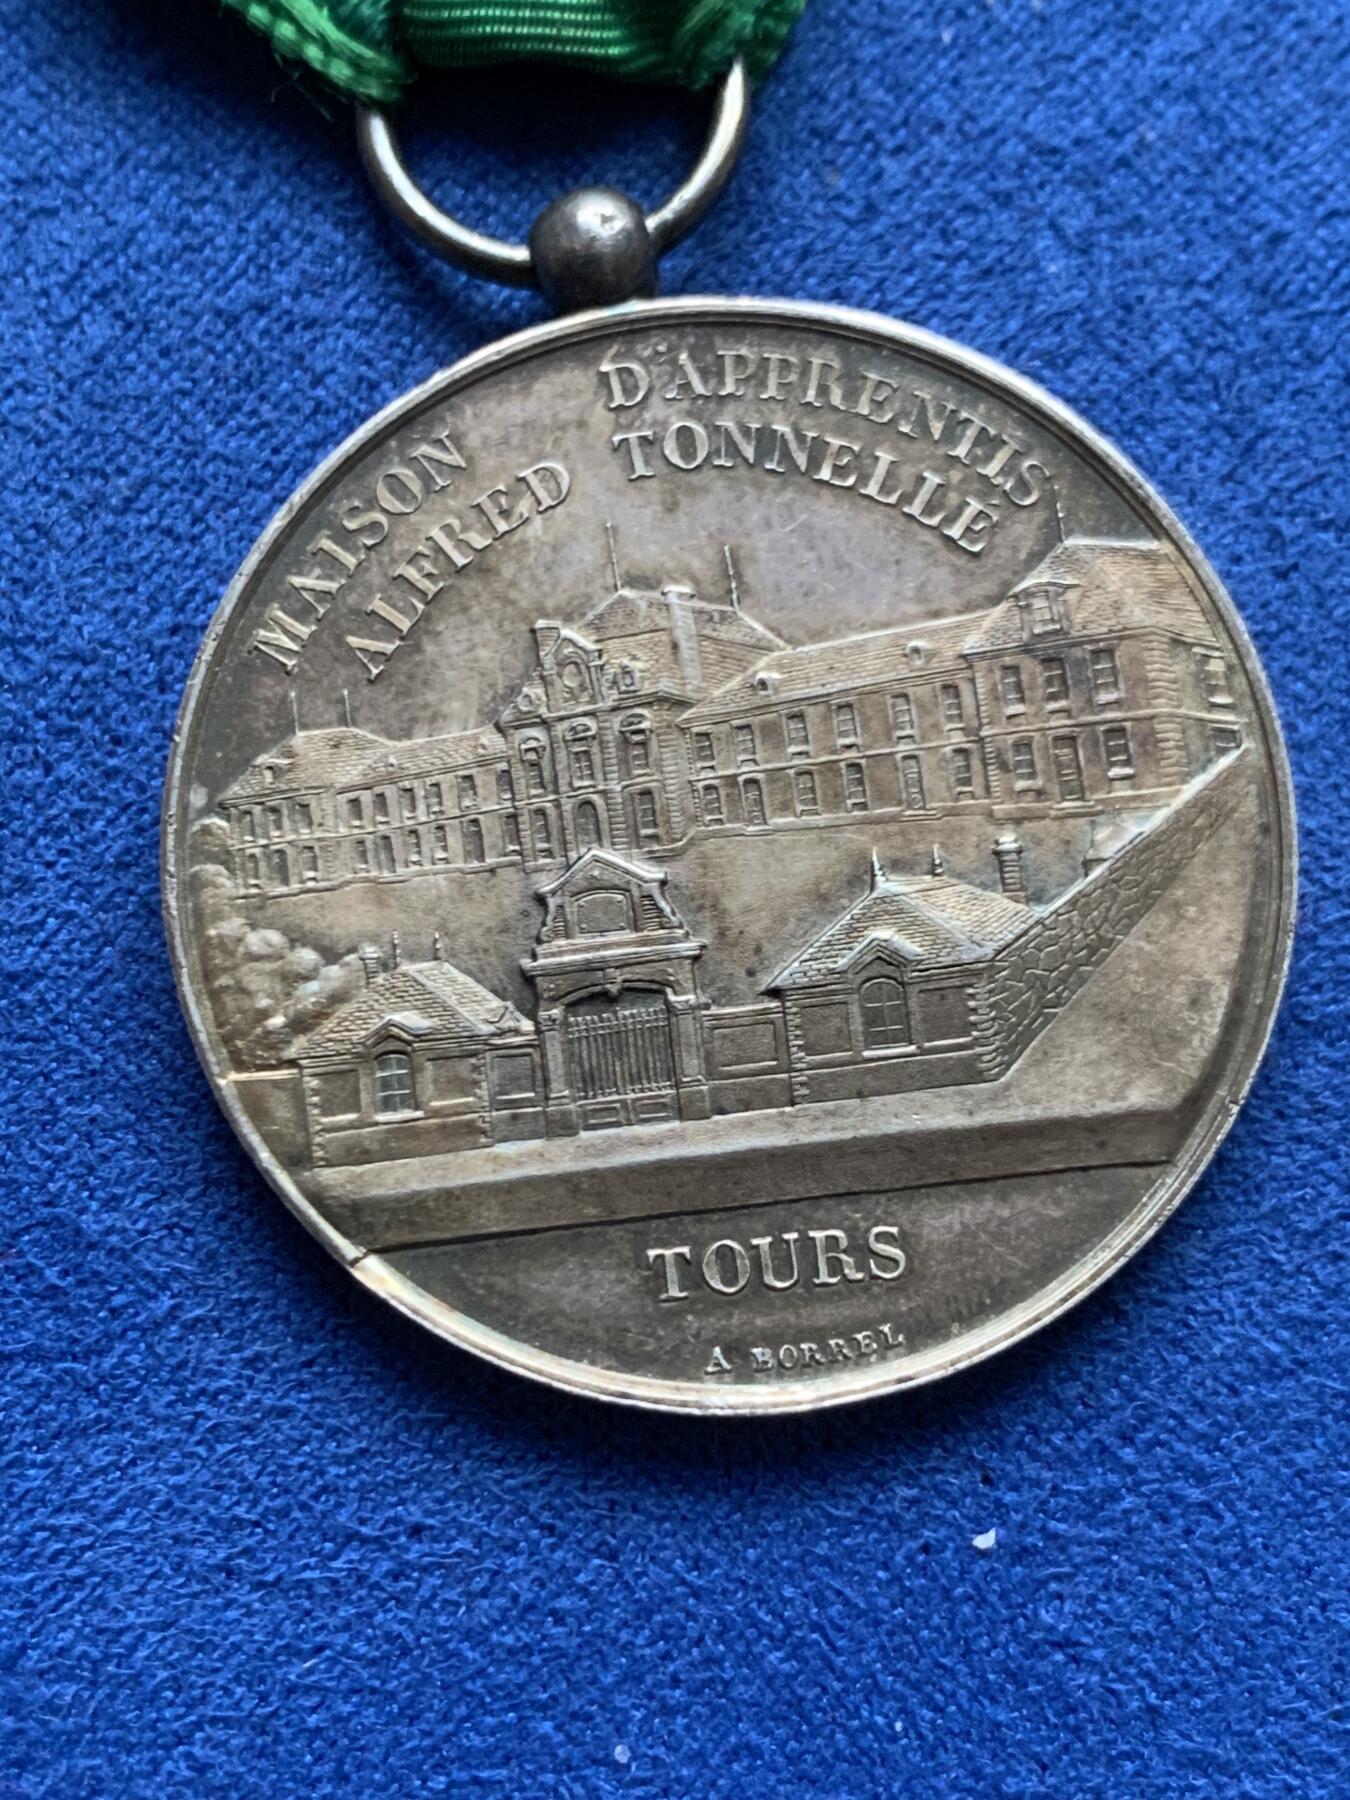 MAISON D'APPRENTIS
ALFRED TONNELLÉ
TOURS
A BORREL